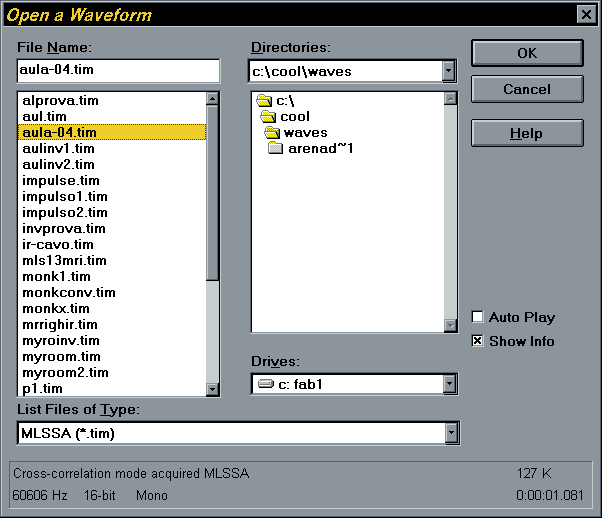 Open a Waveform
File Name:
aula-04.tim
alprova.tim
aul.tim
aula-04.tim
aulinv1.tim
aulinv2.tim
impulse.tim
impulso1.tim
impulso2.tim
invprova.tim
ir-cavo.tim
mls13mri.tim
monk1.tim
monkconv.tim
monkx.tim
mrrighir.tim
myroinv.tim
myroom.tim
myroom2.tim
p1.tim
List Files of Type:
MLSSA (*.tim)
Directories:
c:\cool\waves
c:\
cool
waves
arenad~1
Drives:
c: fab1
OK
Cancel
Help
Auto Play
Show Info
Cross-correlation mode acquired MLSSA 127 K
60606 Hz 16-bit Mono 0:00:01.081